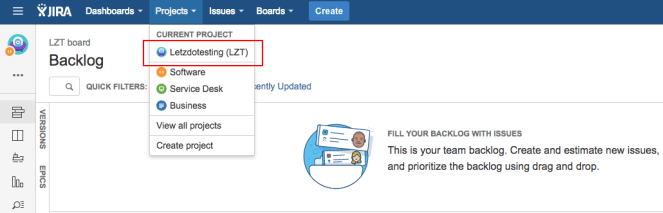 JIRA Dashboards Projects Issues Boards Create
CURRENT PROJECT
Letzdotesting (LZT)
Software
Service Desk
Business
View all projects
Create project
LZT board
Backlog
QUICK FILTERS: cently Updated
VERSIONS
EPICS
FILL YOUR BACKLOG WITH ISSUES
This is your team backlog. Create and estimate new issues,
and prioritize the backlog using drag and drop.